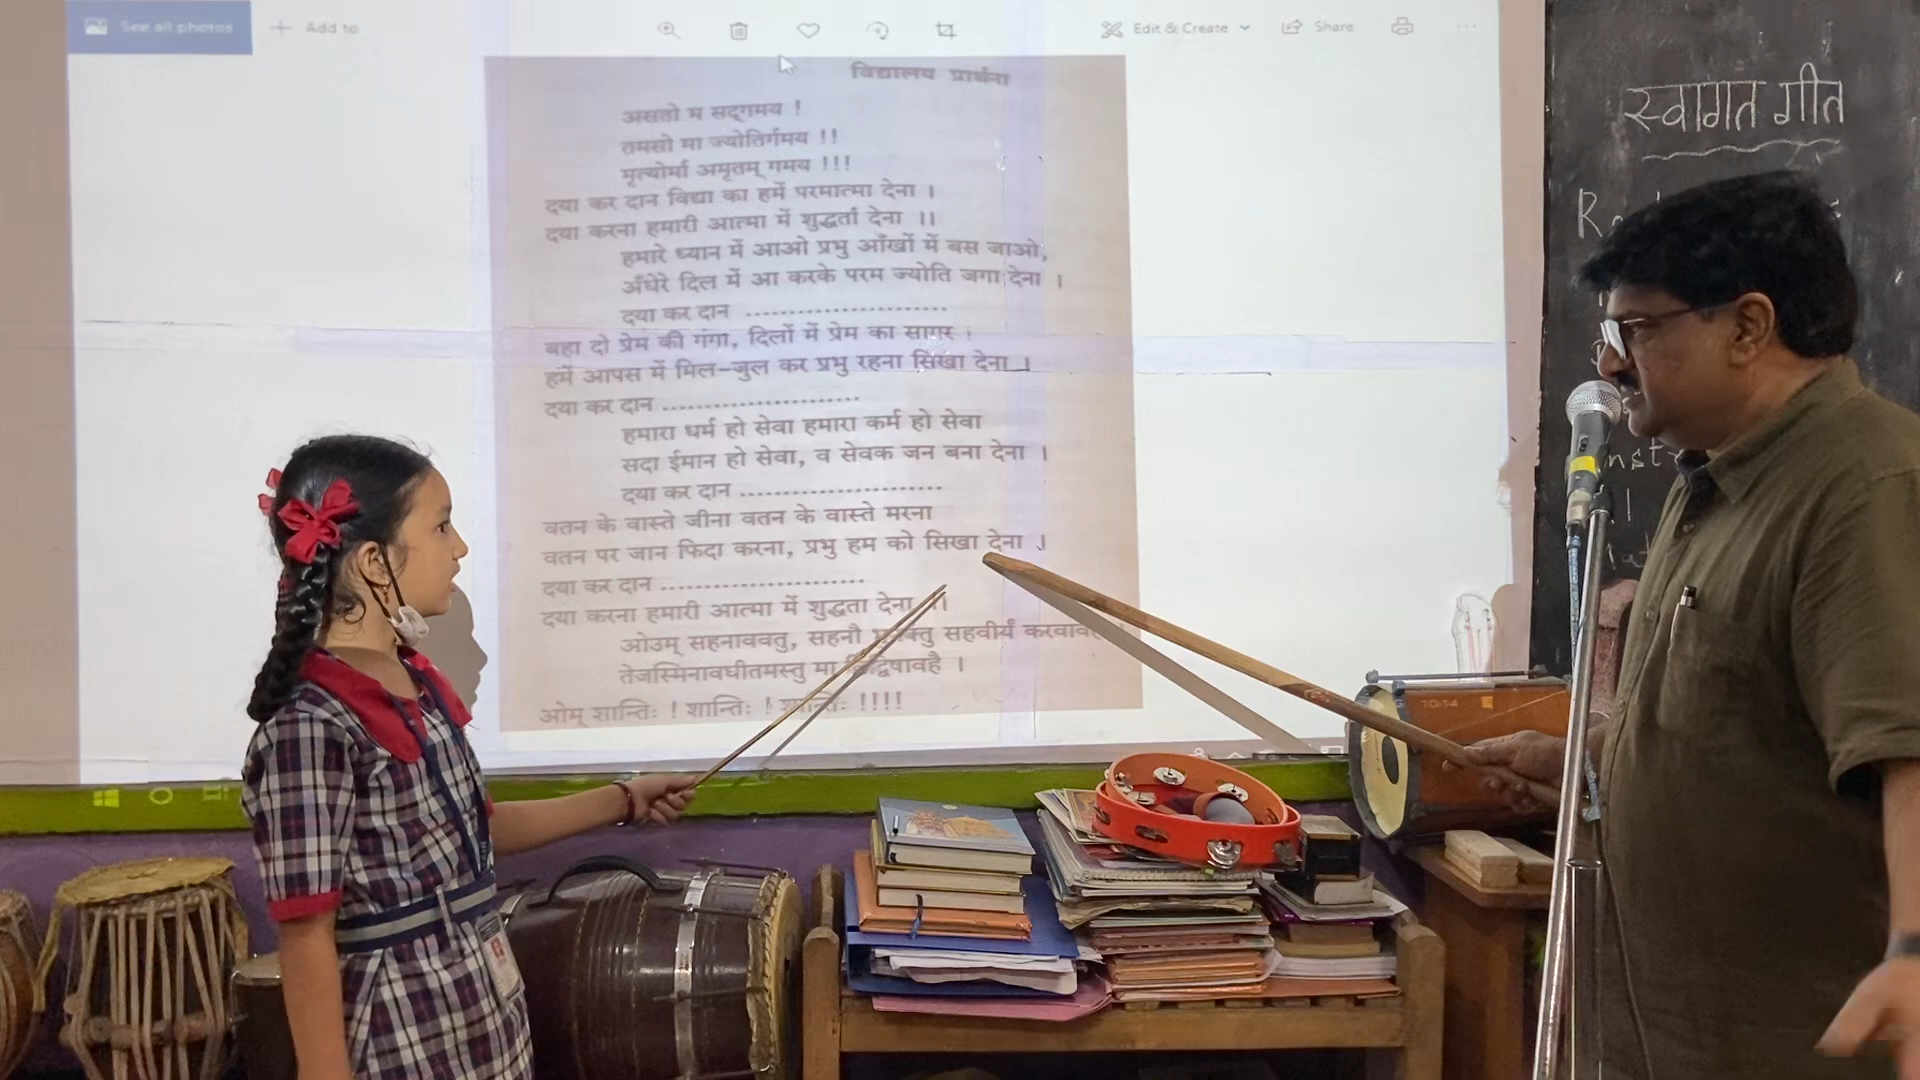 See all photos
Add to
Edit & Create
Share
विद्यालय प्रार्थना
असतो म सद्गमय !
तमसो मा ज्योतिर्गमय !!
मृत्योर्मा अमृतम् गमय !!!
दया कर दान विद्या का हमें परमात्मा देना ।
दया करना हमारी आत्मा में शुद्धर्ता देना ।।
हमारे ध्यान में आओ प्रभु आँखों में बस जाओ,
अँधेरे दिल में आ करके परम ज्योति जगा देना ।
दया कर दान .......................
बहा दो प्रेम की गंगा, दिलों में प्रेम का सागर ।
हमें आपस में मिल-जुल कर प्रभु रहना सिखा देना ।
दया कर दान .......................
हमारा धर्म हो सेवा हमारा कर्म हो सेवा
सदा ईमान हो सेवा, व सेवक जन बना देना ।
दया कर दान .......................
वतन के वास्ते जीना वतन के वास्ते मरना
वतन पर जान फिदा करना, प्रभु हम को सिखा देना ।
दया कर दान .......................
दया करना हमारी आत्मा में शुद्धता देना ।।
ओउम् सहनाववतु, सहनौ सहवीर्यं
तेजस्मिनावधीतमस्तु मा
ओम् शान्तिः ! शान्तिः ! शान्तिः !!!!
स्वागत गीत
10:14